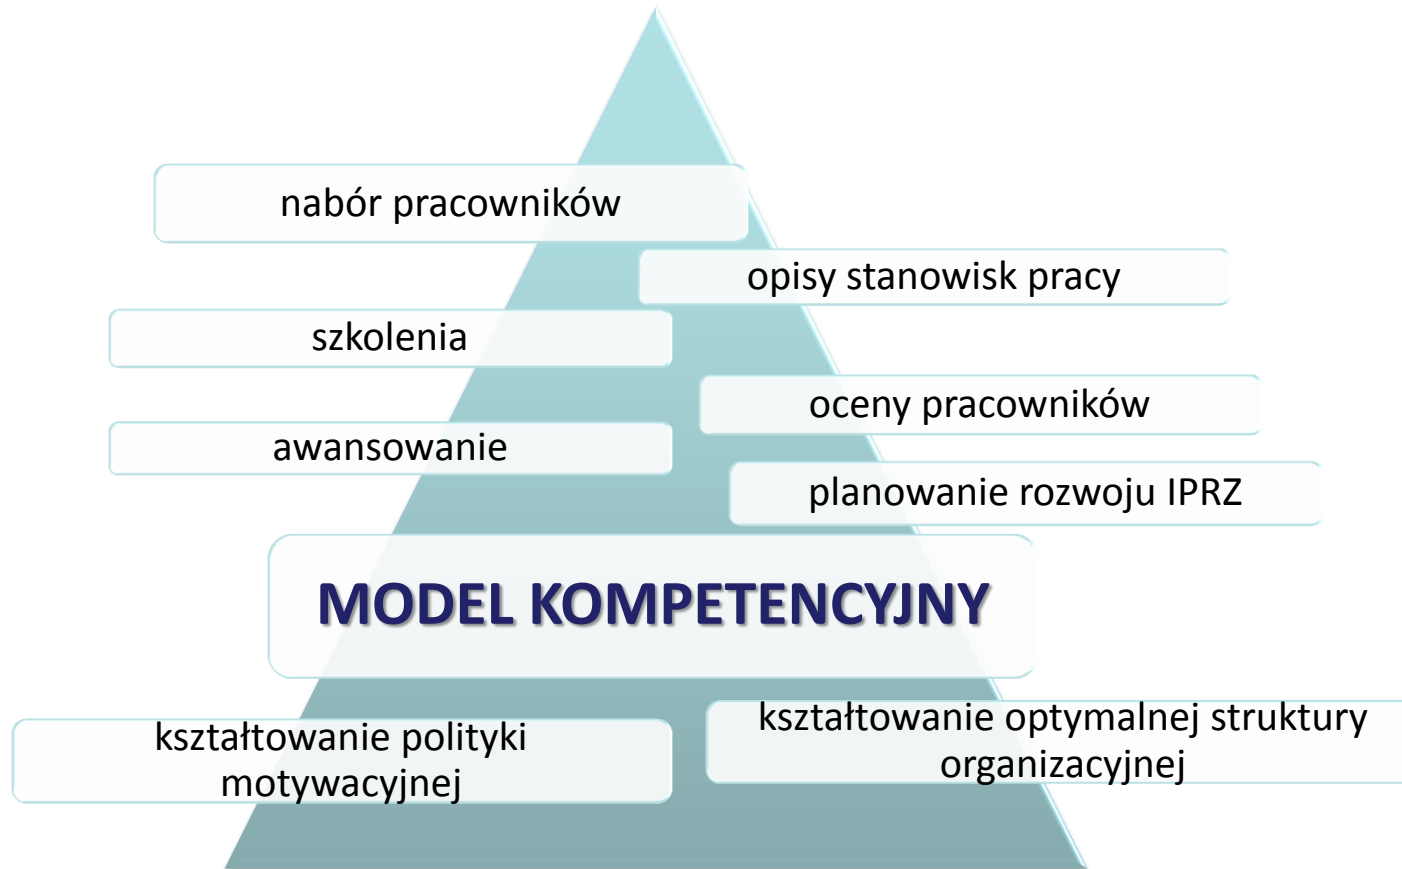 nabór pracowników
opisy stanowisk pracy
szkolenia
oceny pracowników
awansowanie
planowanie rozwoju IPRZ
MODEL KOMPETENCYJNY
kształtowanie polityki
motywacyjnej
kształtowanie optymalnej struktury
organizacyjnej